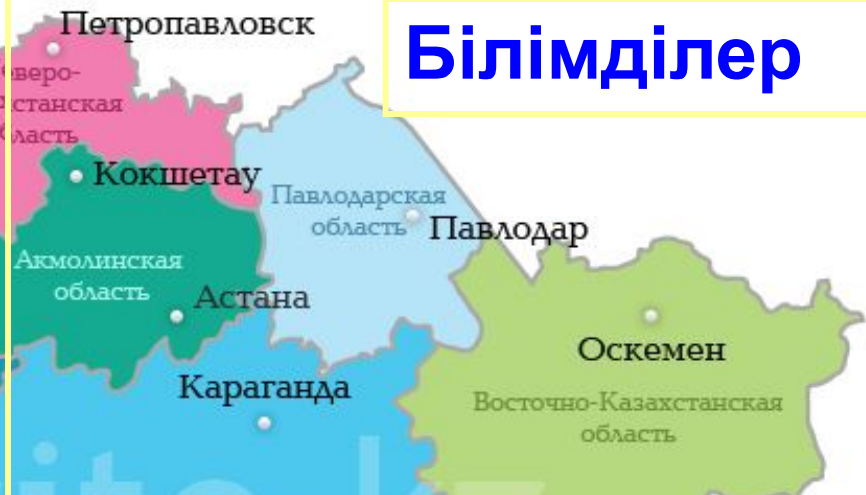 Білімділер
Петропавловск
Кокшетау
Павлодарская
область
Павлодар
Акмолинская
область
Астана
Караганда
Оскемен
Восточно-Казахстанская
область